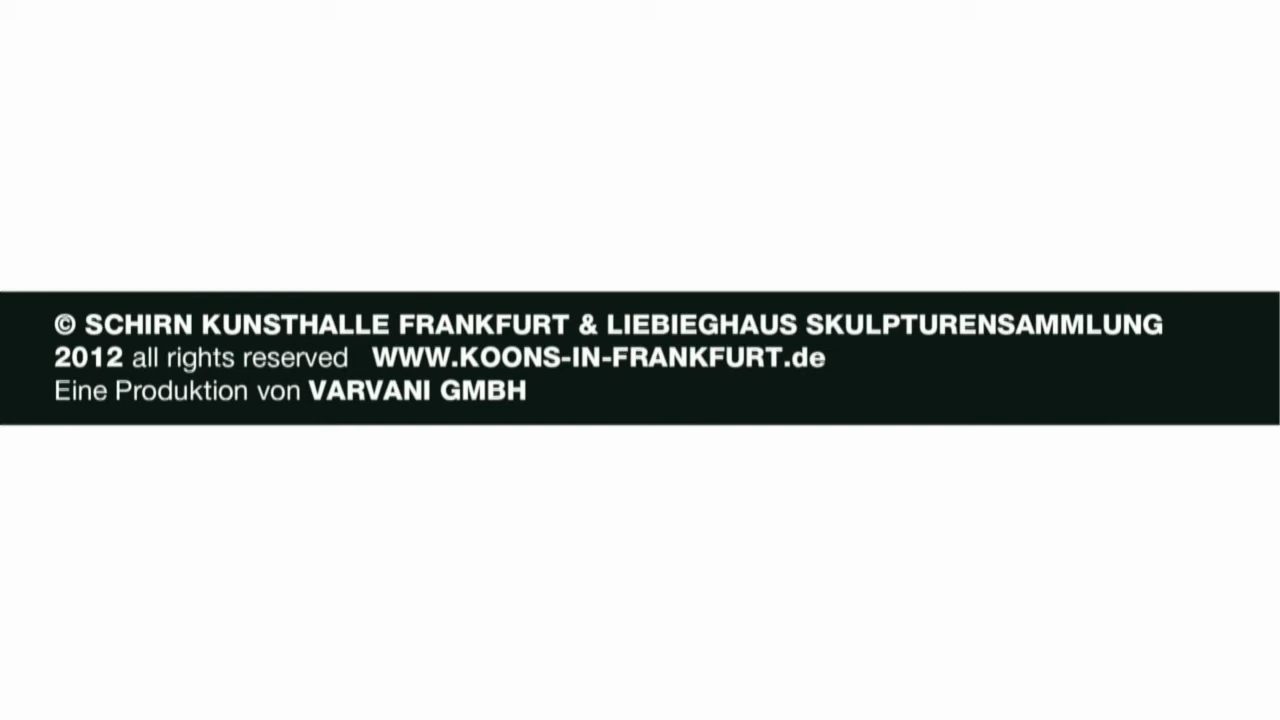 © SCHIRN KUNSTHALLE FRANKFURT & LIEBIEGHAUS SKULPTURENSAMMLUNG
2012 all rights reserved WWW.KOONS-IN-FRANKFURT.de
Eine Produktion von VARVANI GMBH